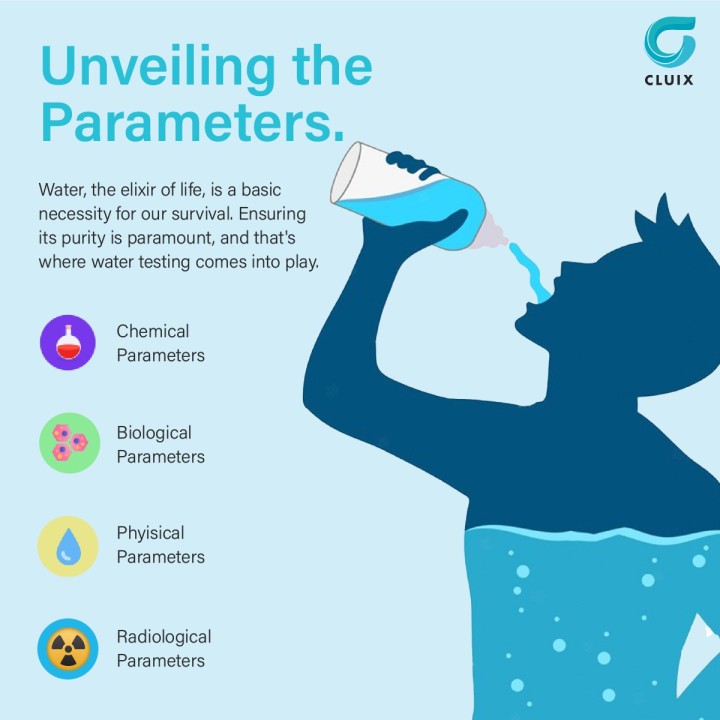 Unveiling the
Parameters.
CLUIX
Water, the elixir of life, is a basic
necessity for our survival. Ensuring
its purity is paramount, and that's
where water testing comes into play.
Chemical
Parameters
Biological
Parameters
Phyisical
Parameters
Radiological
Parameters